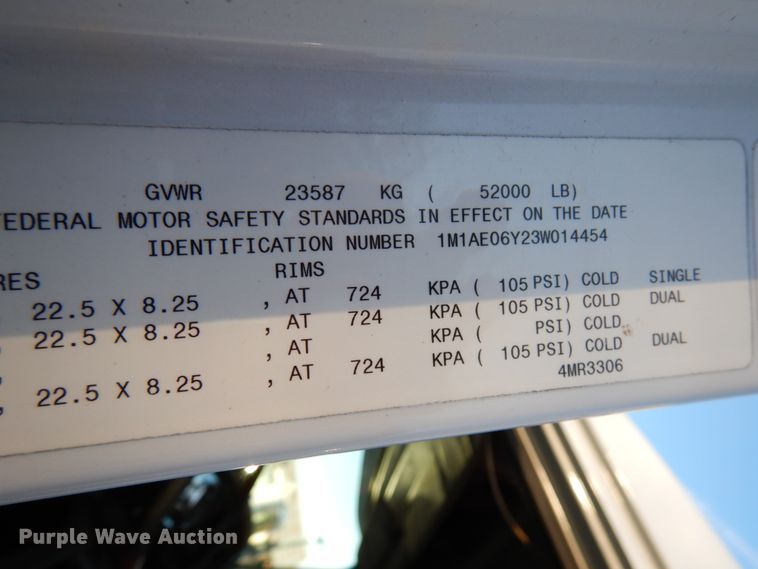 GVWR 23587 KG ( 52000 LB)
FEDERAL MOTOR SAFETY STANDARDS IN EFFECT ON THE DATE
IDENTIFICATION NUMBER 1M1AE06Y23W014454
RIMS
22.5 X 8.25 , AT 724 KPA ( 105 PSI) COLD SINGLE
, 22.5 X 8.25 , AT 724 KPA ( 105 PSI) COLD DUAL
, , AT KPA ( PSI) COLD
, 22.5 X 8.25 , AT 724 KPA ( 105 PSI) COLD DUAL
4MR3306
Purple Wave Auction